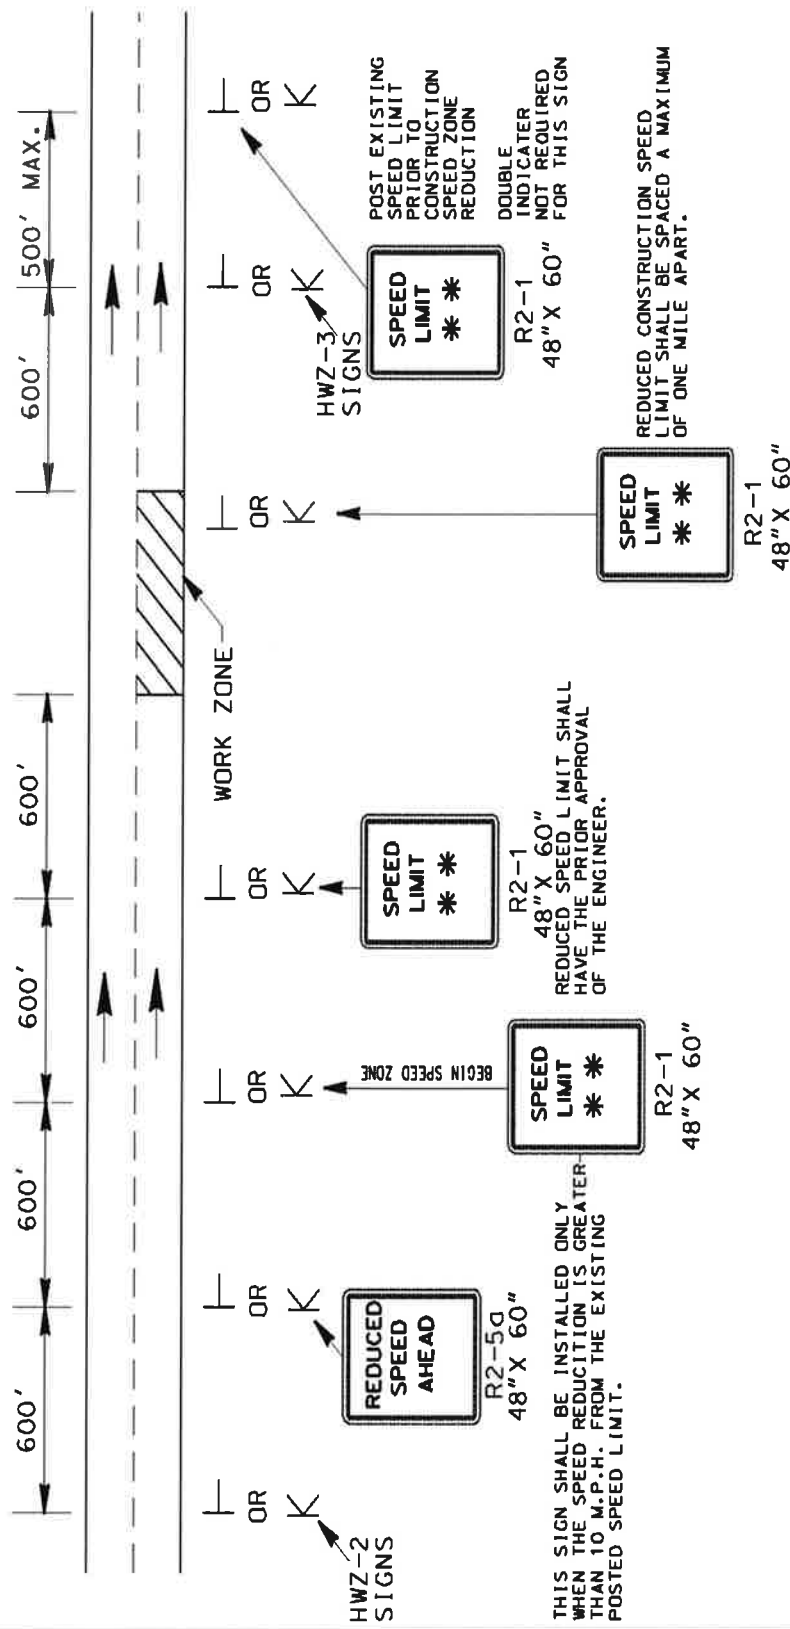 600'
600'
600'
600'
600'
500' MAX.
WORK ZONE
OR
OR
OR
OR
OR
OR
OR
HWZ-2
SIGNS
REDUCED
SPEED
AHEAD
R2-5a
48"X 60"
THIS SIGN SHALL BE INSTALLED ONLY
WHEN THE SPEED REDUCITION IS GREATER
THAN 10 M.P.H. FROM THE EXISTING
POSTED SPEED LIMIT.
BEGIN SPEED ZONE
SPEED
LIMIT
* *
R2-1
48"X 60"
SPEED
LIMIT
* *
R2-1
48"X 60"
REDUCED SPEED LIMIT SHALL
HAVE THE PRIOR APPROVAL
OF THE ENGINEER.
SPEED
LIMIT
* *
R2-1
48"X 60"
REDUCED CONSTRUCTION SPEED
LIMIT SHALL BE SPACED A MAXIMUM
OF ONE MILE APART.
HWZ-3
SIGNS
SPEED
LIMIT
* *
R2-1
48"X 60"
POST EXISTING
SPEED LIMIT
PRIOR TO
CONSTRUCTION
SPEED ZONE
REDUCTION
DOUBLE
INDICATER
NOT REQUIRED
FOR THIS SIGN